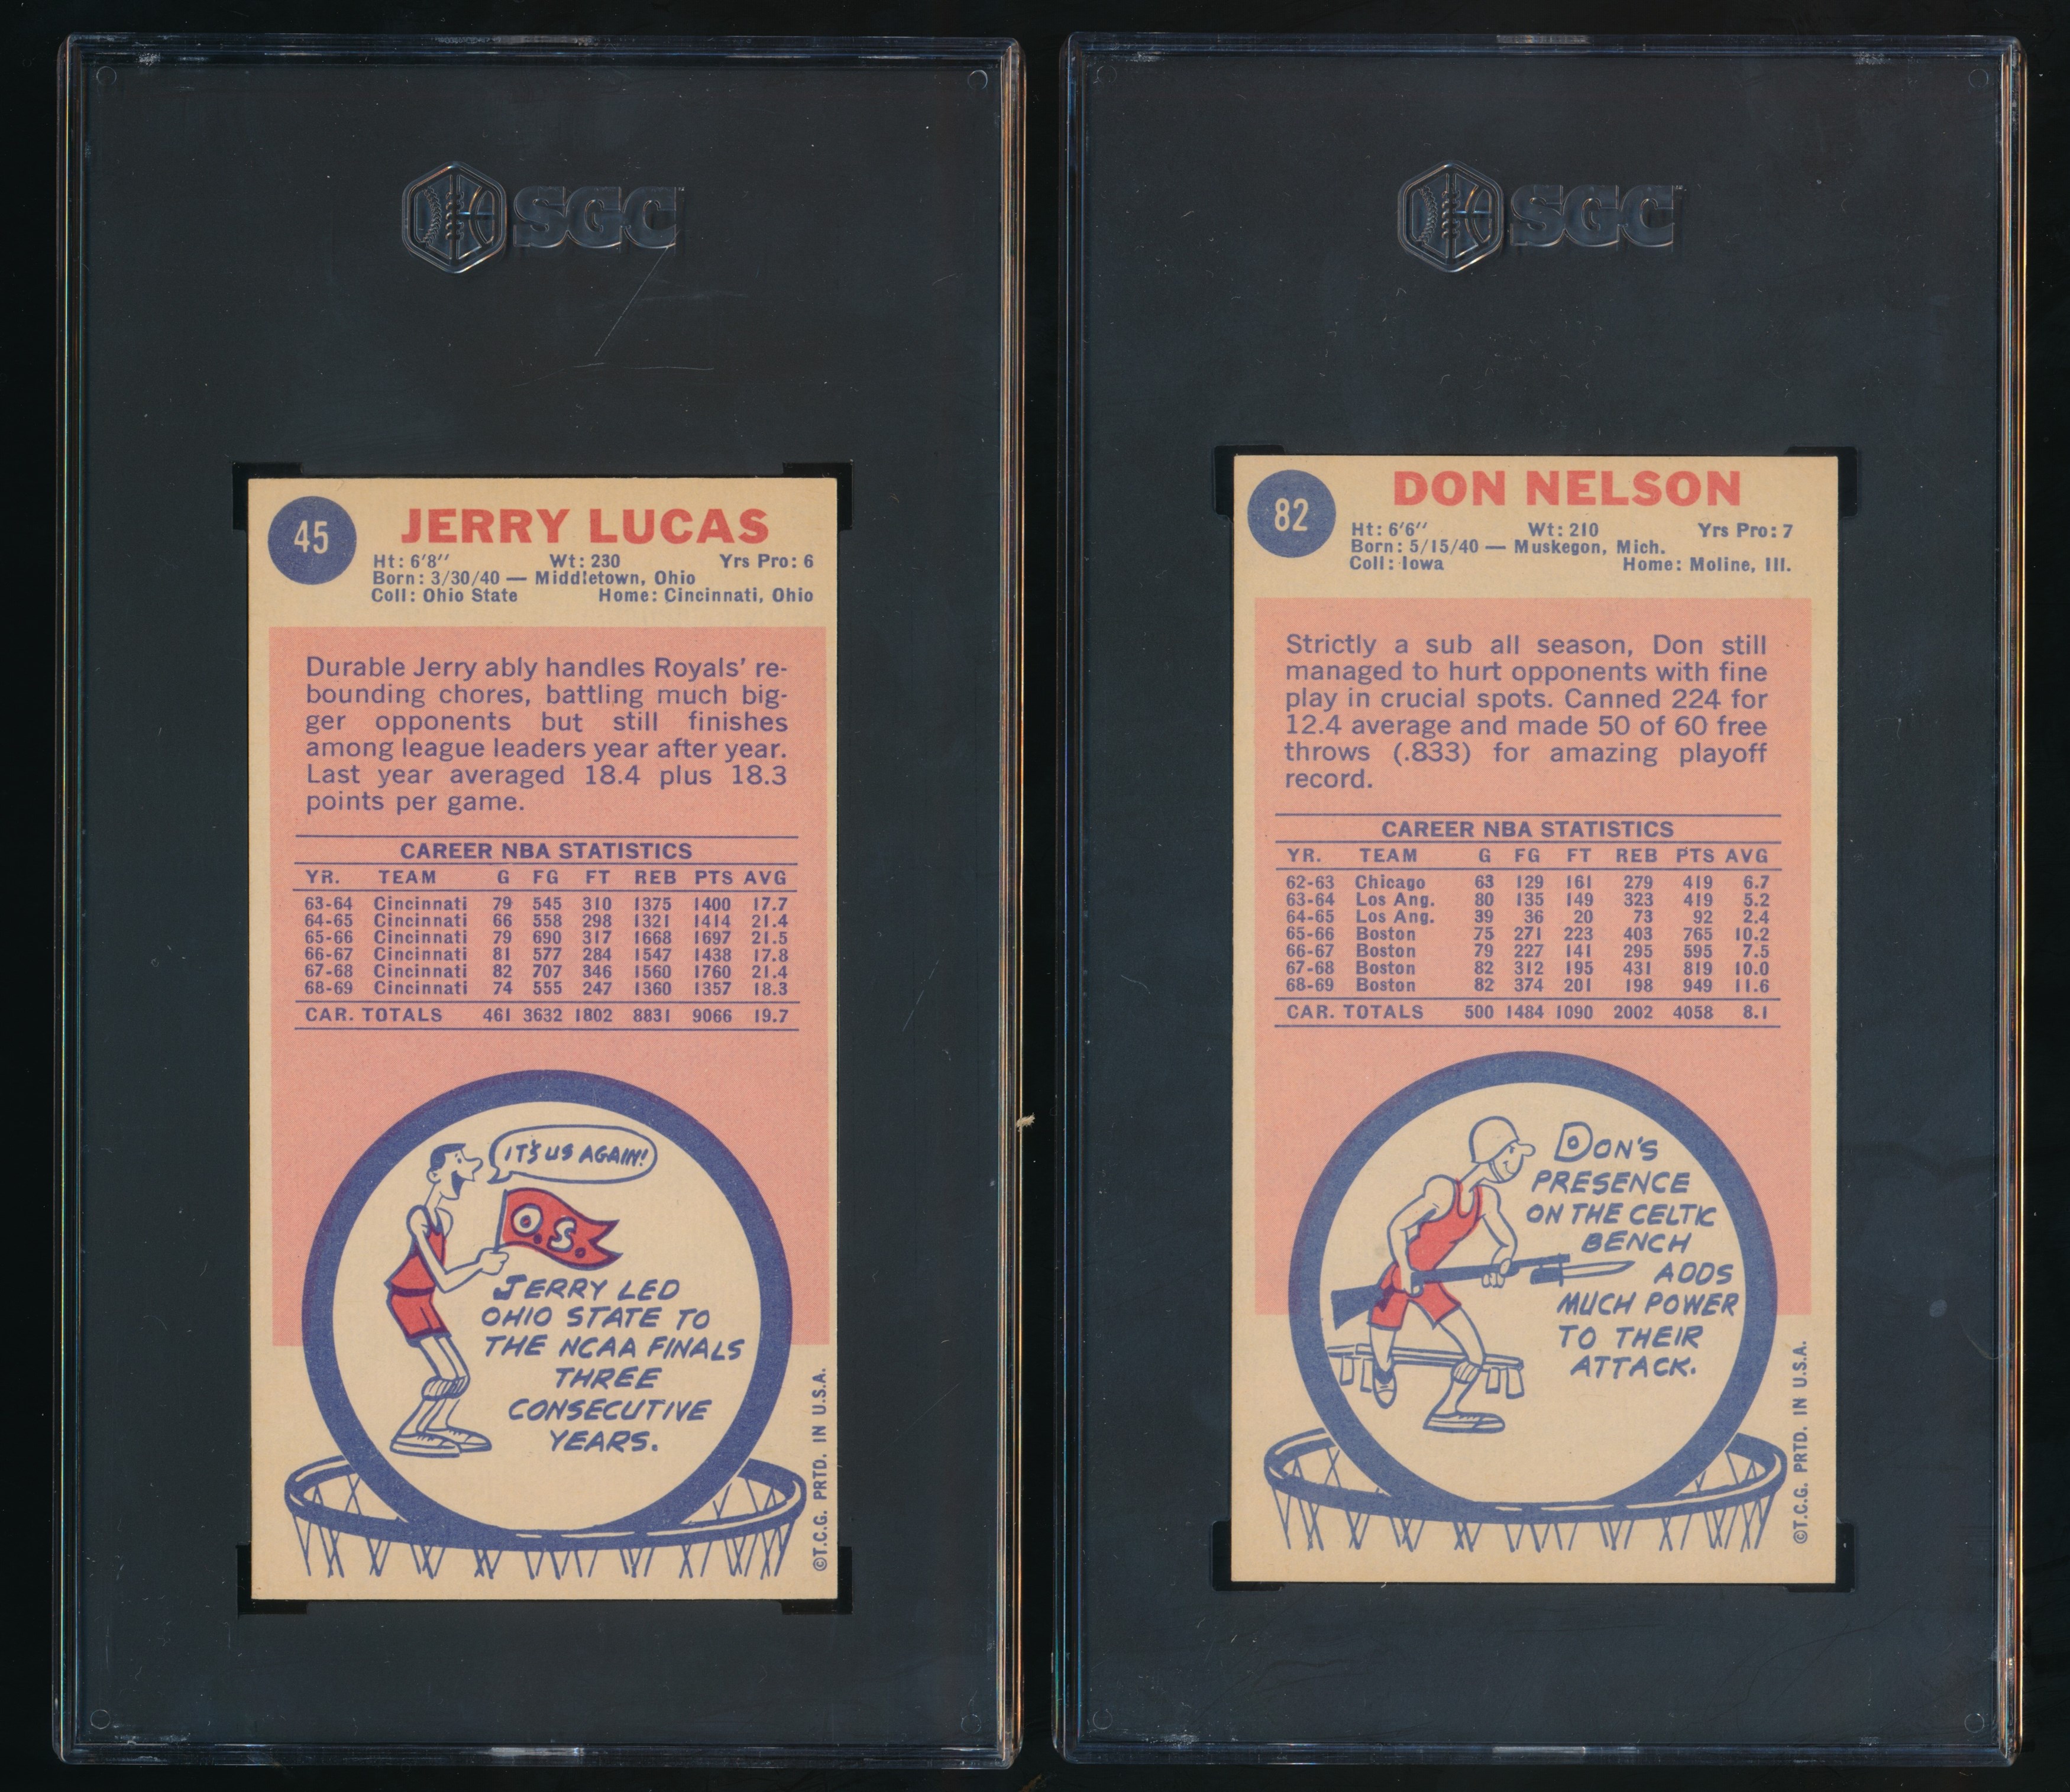 SGC
45
JERRY LUCAS
Ht: 6'8" Wt: 230 Yrs Pro: 6
Born: 3/30/40 — Middletown, Ohio
Coll: Ohio State Home: Cincinnati, Ohio
Durable Jerry ably handles Royals' re-
bounding chores, battling much big-
ger opponents but still finishes
among league leaders year after year.
Last year averaged 18.4 plus 18.3
points per game.
CAREER NBA STATISTICS
YR. TEAM G FG FT REB PTS AVG
63-64 Cincinnati 79 545 310 1375 1400 17.7
64-65 Cincinnati 66 558 298 1321 1414 21.4
65-66 Cincinnati 79 690 317 1668 1697 21.5
66-67 Cincinnati 81 577 284 1547 1438 17.8
67-68 Cincinnati 82 707 346 1560 1760 21.4
68-69 Cincinnati 74 555 247 1360 1357 18.3
CAR. TOTALS 461 3632 1802 8831 9066 19.7
IT'S US AGAIN!
O.S.
JERRY LED
OHIO STATE TO
THE NCAA FINALS
THREE
CONSECUTIVE
YEARS.
©T.C.G. PRTD. IN U.S.A.
SGC
82
DON NELSON
Ht: 6'6" Wt: 210 Yrs Pro: 7
Born: 5/15/40 — Muskegon, Mich.
Coll: Iowa Home: Moline, Ill.
Strictly a sub all season, Don still
managed to hurt opponents with fine
play in crucial spots. Canned 224 for
12.4 average and made 50 of 60 free
throws (.833) for amazing playoff
record.
CAREER NBA STATISTICS
YR. TEAM G FG FT REB PTS AVG
62-63 Chicago 63 129 161 279 419 6.7
63-64 Los Ang. 80 135 149 323 419 5.2
64-65 Los Ang. 39 36 20 73 92 2.4
65-66 Boston 75 271 223 403 765 10.2
66-67 Boston 79 227 141 295 595 7.5
67-68 Boston 82 312 195 431 819 10.0
68-69 Boston 82 374 201 198 949 11.6
CAR. TOTALS 500 1484 1090 2002 4058 8.1
DON'S
PRESENCE
ON THE CELTIC
BENCH
ADDS
MUCH POWER
TO THEIR
ATTACK.
©T.C.G. PRTD. IN U.S.A.